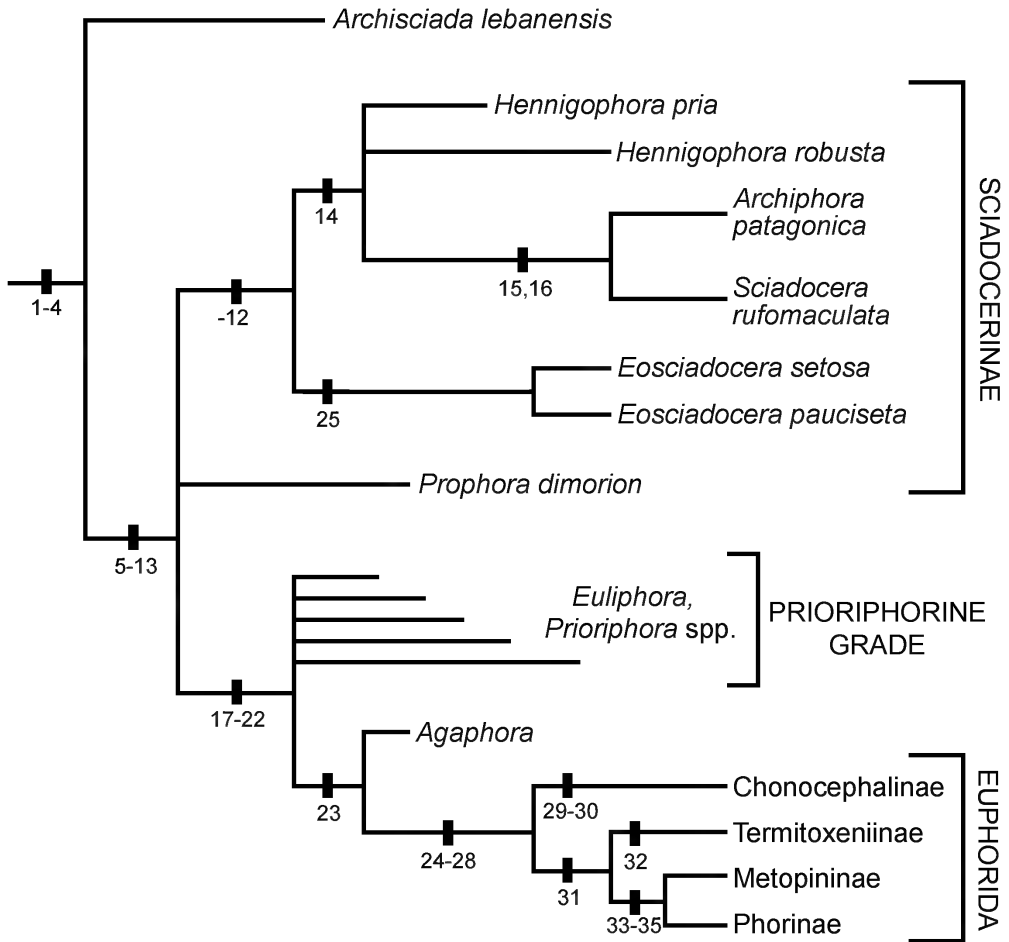 Archisciada lebanensis
Hennigophora pria
Hennigophora robusta
14
Archiphora
patagonica
15,16
Sciadocera
rufomaculata
1-4
-12
Eosciadocera setosa
25
Eosciadocera pauciseta
SCIADOCERINAE
Prophora dimorion
5-13
Euliphora,
Prioriphora spp.
PRIORIPHORINE
GRADE
17-22
Agaphora
23
Chonocephalinae
29-30
24-28
Termitoxeniinae
32
31
Metopininae
33-35
Phorinae
EUPHORIDA